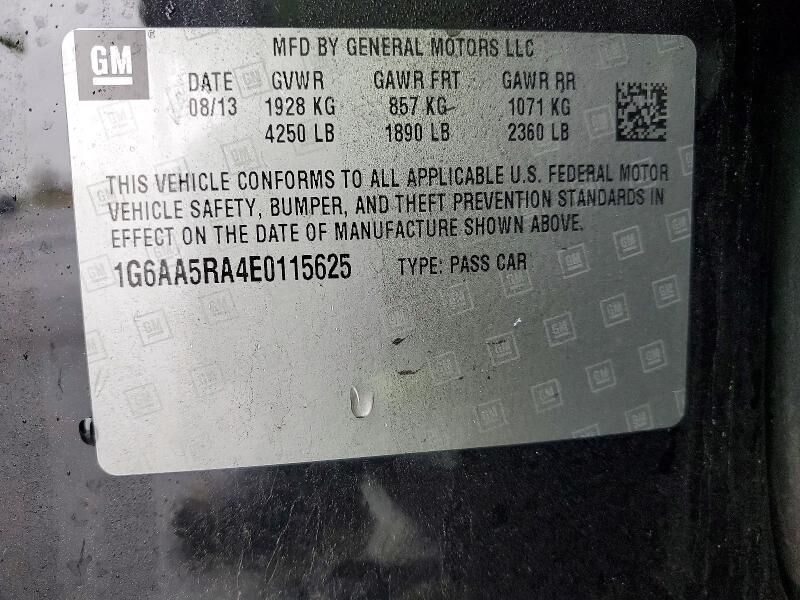 GM
MFD BY GENERAL MOTORS LLC
DATE GVWR GAWR FRT GAWR RR
08/13 1928 KG 857 KG 1071 KG
4250 LB 1890 LB 2360 LB
THIS VEHICLE CONFORMS TO ALL APPLICABLE U.S. FEDERAL MOTOR
VEHICLE SAFETY, BUMPER, AND THEFT PREVENTION STANDARDS IN
EFFECT ON THE DATE OF MANUFACTURE SHOWN ABOVE.
1G6AA5RA4E0115625 TYPE: PASS CAR